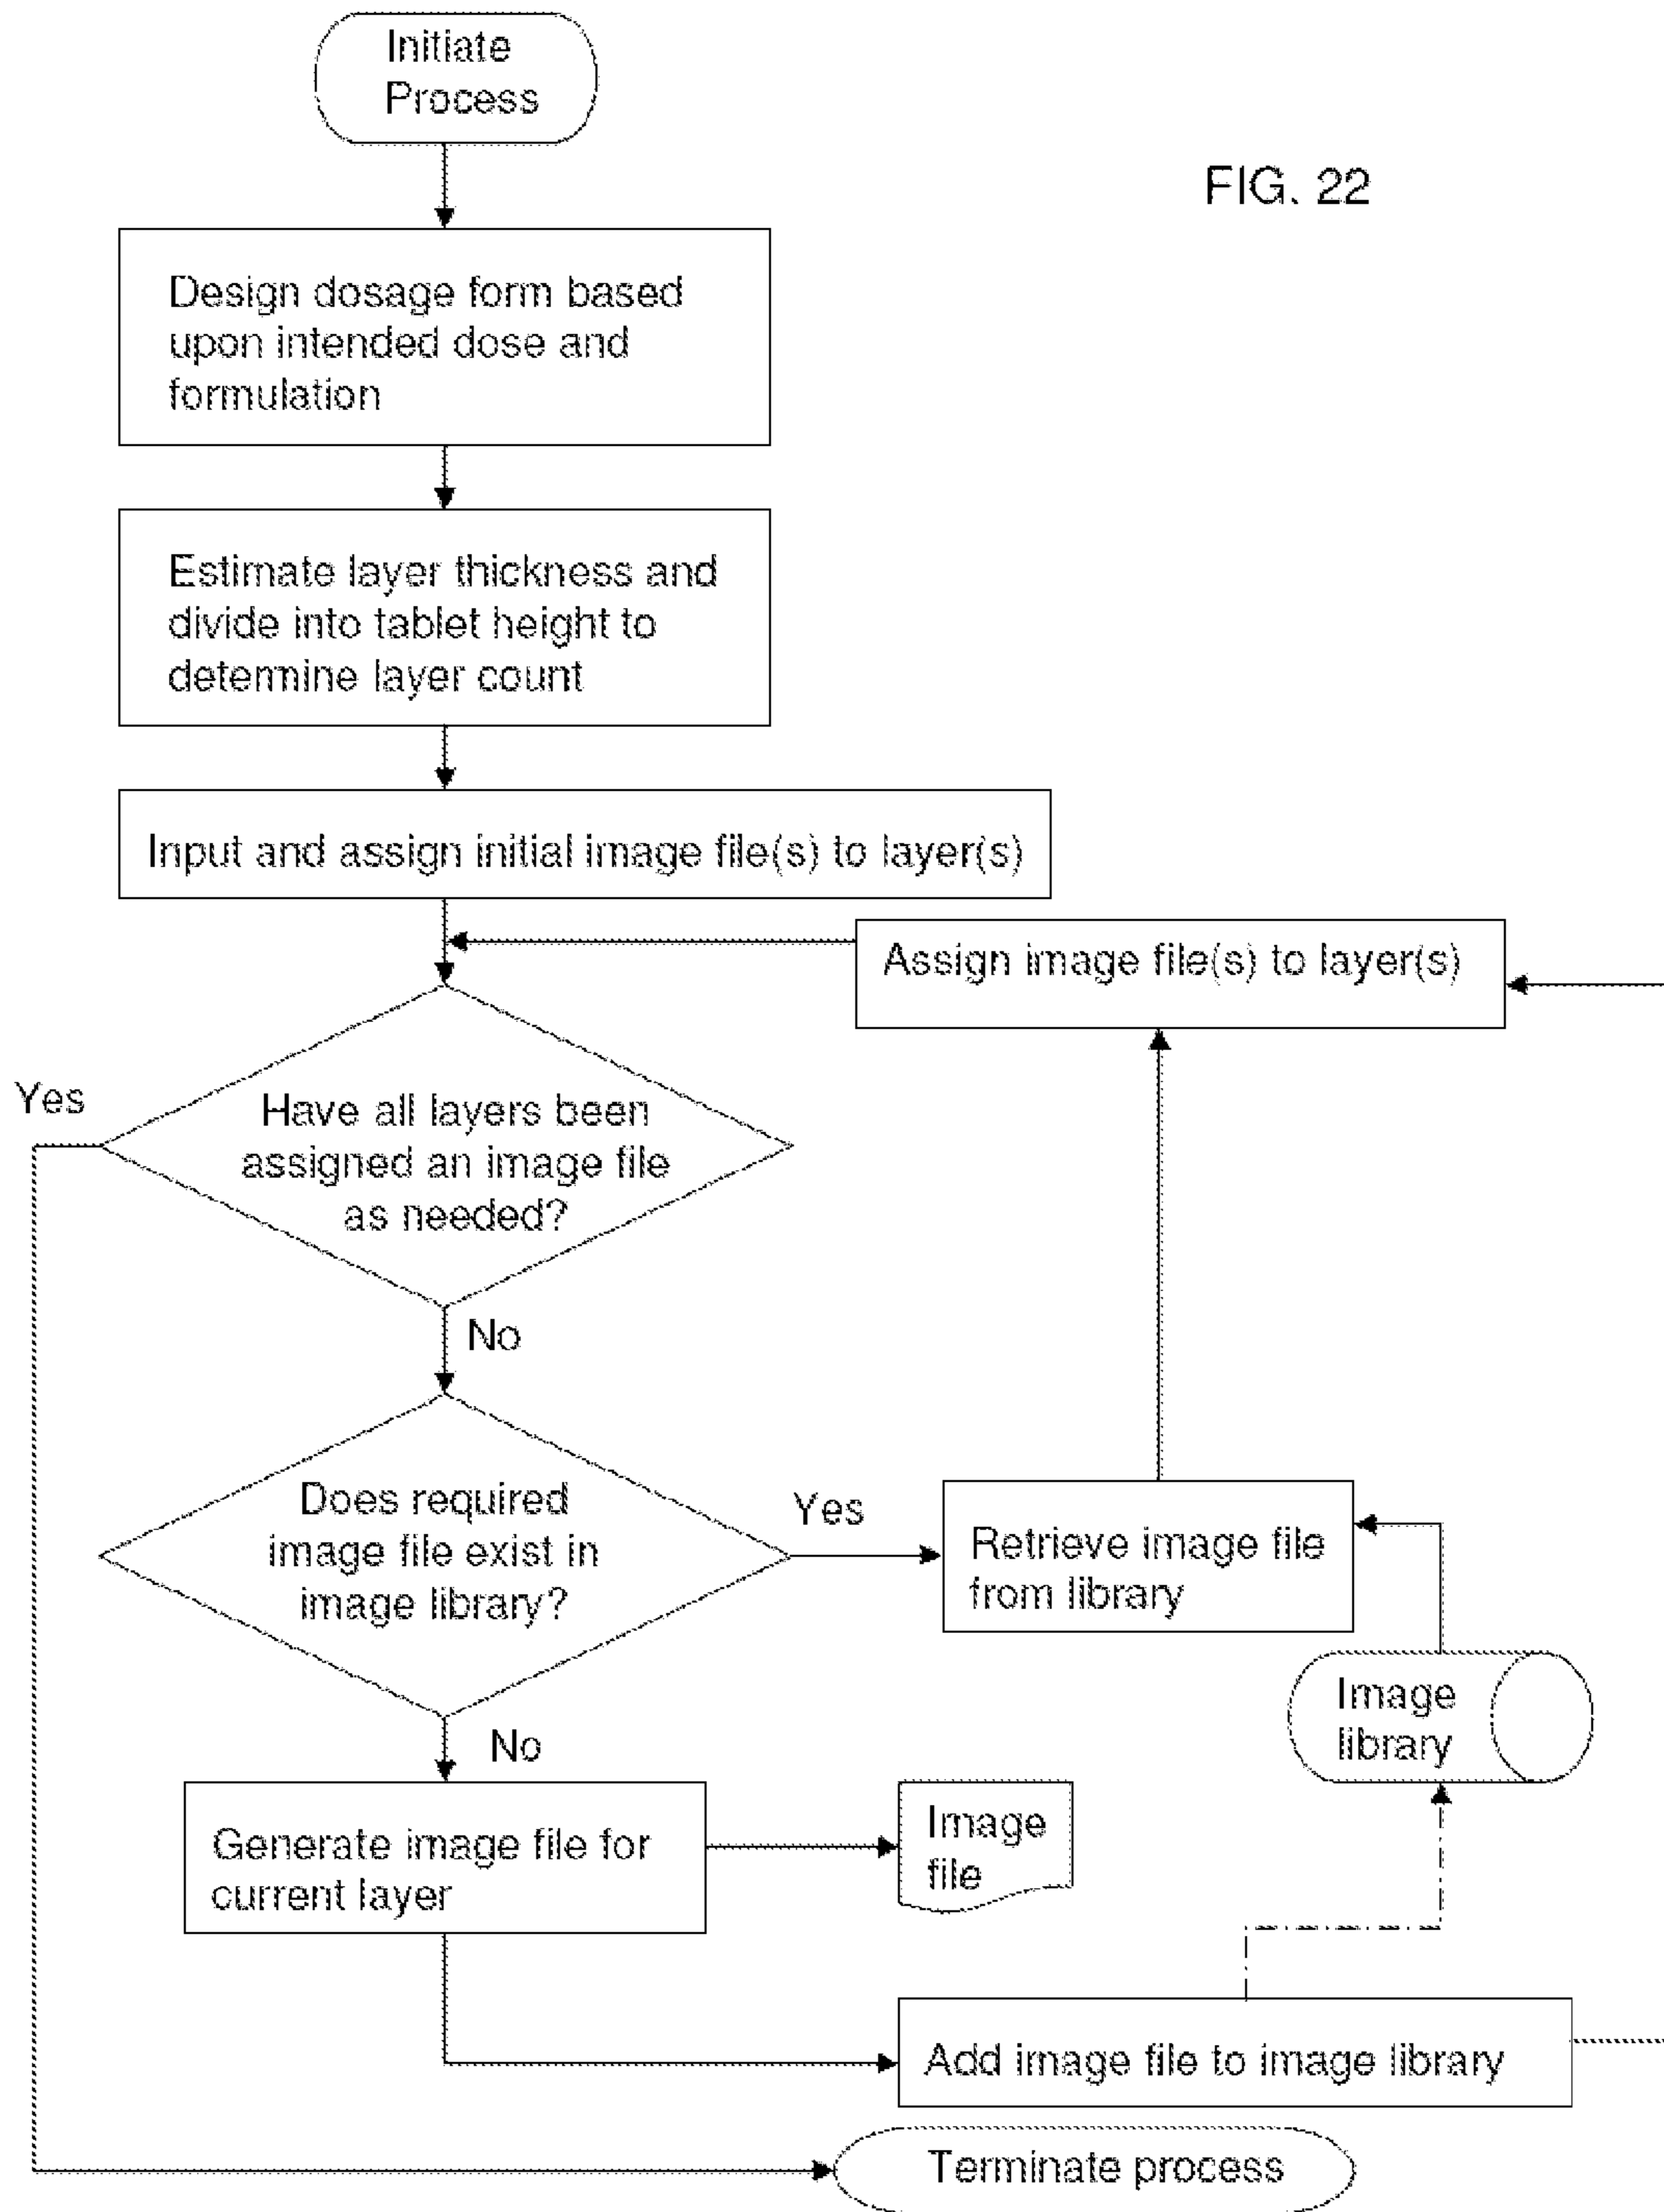 Initiate
Process
FIG. 22
Design dosage form based
upon intended dose and
formulation
Estimate layer thickness and
divide into tablet height to
determine layer count
Input and assign initial image file(s) to layer(s)
Assign image file(s) to layer(s)
Yes
Have all layers been
assigned an image file
as needed?
No
Does required
image file exist in
image library?
Yes
Retrieve image file
from library
Image
library
No
Generate image file for
current layer
Image
file
Add image file to image library
Terminate process